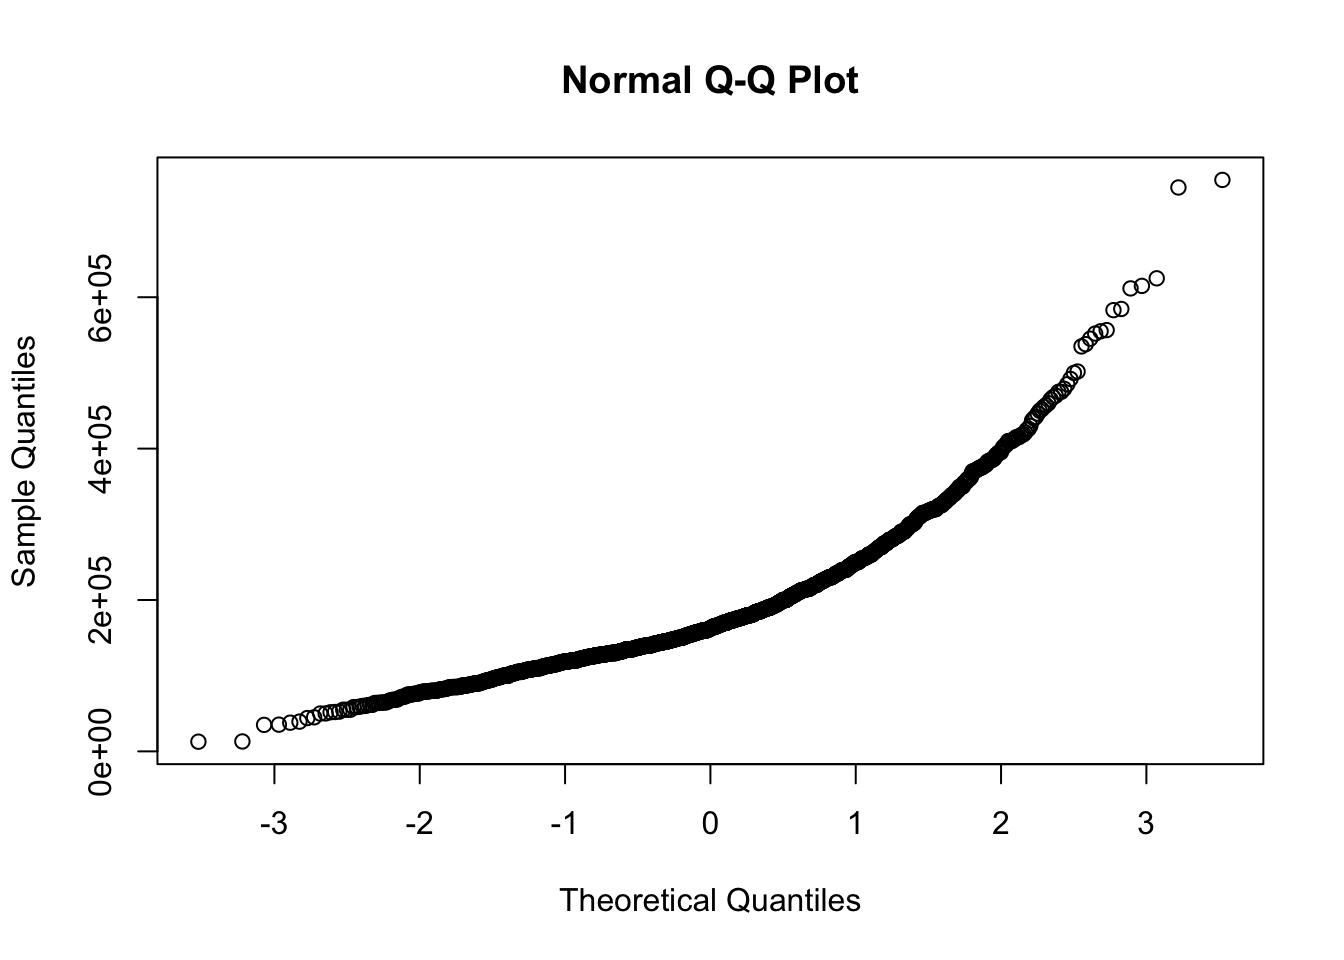 Normal Q-Q Plot
Sample Quantiles
6e+05
4e+05
2e+05
0e+00
-3 -2 -1 0 1 2 3
Theoretical Quantiles